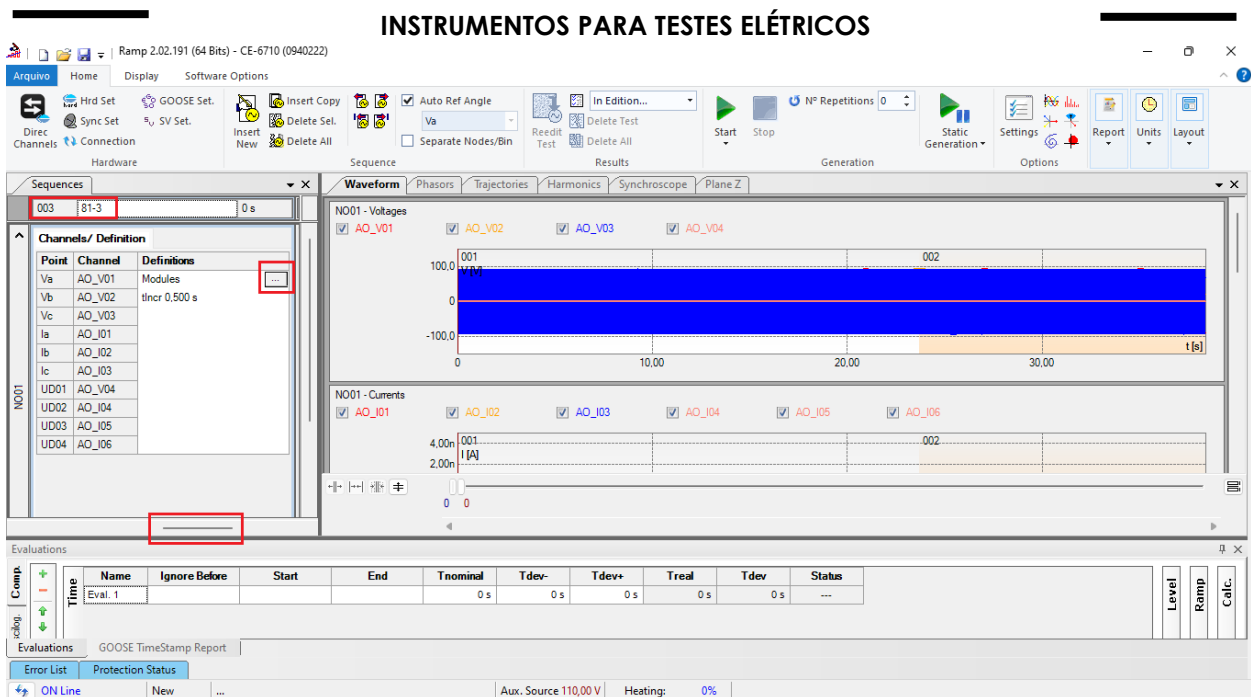 INSTRUMENTOS PARA TESTES ELÉTRICOS
Ramp 2.02.191 (64 Bits) - CE-6710 (0940222)
Arquivo Home Display Software Options
Direc Channels
Hrd Set
Sync Set
Connection
GOOSE Set.
SV Set.
Hardware
Insert New
Insert Copy
Delete Sel.
Delete All
Auto Ref Angle
Va
Separate Nodes/Bin
Sequence
Reedit Test
In Edition...
Delete Test
Delete All
Results
Start
Stop
Nº Repetitions 0
Static Generation
Generation
Settings
Options
Report
Units
Layout
Sequences
003 81-3 0 s
Channels/ Definition
Point Channel Definitions
Va AO_V01 Modules ...
Vb AO_V02 tIncr 0,500 s
Vc AO_V03
Ia AO_I01
Ib AO_I02
Ic AO_I03
UD01 AO_V04
UD02 AO_I04
UD03 AO_I05
UD04 AO_I06
NO01
Waveform Phasors Trajectories Harmonics Synchroscope Plane Z
NO01 - Voltages
AO_V01 AO_V02 AO_V03 AO_V04
001 002
100,0
V [V]
0
-100,0
t [s]
0 10,00 20,00 30,00
NO01 - Currents
AO_I01 AO_I02 AO_I03 AO_I04 AO_I05 AO_I06
4,00n 001 002
I [A]
2,00n
0 0
Evaluations
Comp.
Time
Name Ignore Before Start End Tnominal Tdev- Tdev+ Treal Tdev Status
Eval. 1 0 s 0 s 0 s 0 s 0 s ---
Level
Ramp
Calc.
Evaluations GOOSE TimeStamp Report
Error List Protection Status
ON Line New ... Aux. Source 110,00 V Heating: 0%